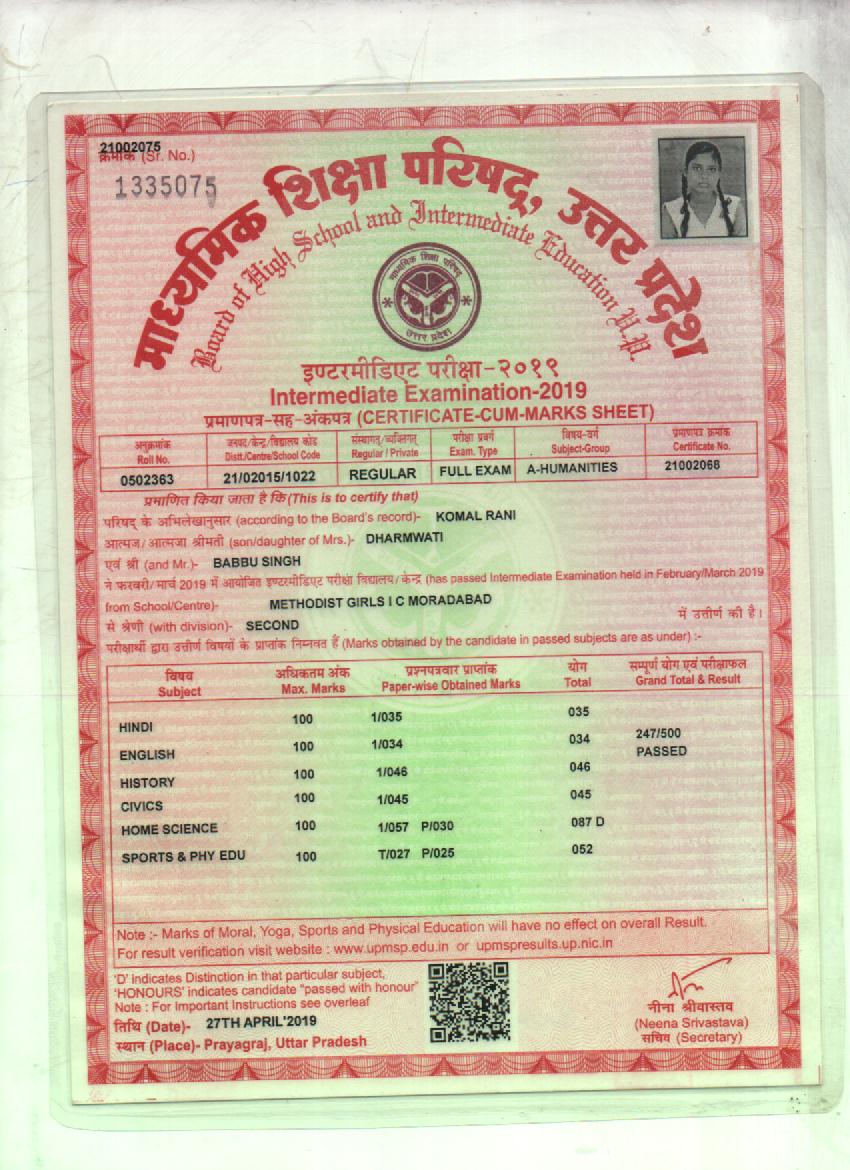 21002075
क्रमांक (Sr. No.)
1335075
माध्यमिक शिक्षा परिषद्, उत्तर प्रदेश
Board of High School and Intermediate Education U.P.
माध्यमिक शिक्षा परिषद्
उत्तर प्रदेश
इण्टरमीडिएट परीक्षा-२०१९
Intermediate Examination-2019
प्रमाणपत्र-सह-अंकपत्र (CERTIFICATE-CUM-MARKS SHEET)
अनुक्रमांक जनपद/केन्द्र/विद्यालय कोड संस्थागत/व्यक्तिगत परीक्षा प्रवर्ग विषय-वर्ग प्रमाणपत्र क्रमांक
Roll No. Distt./Centre/School Code Regular / Private Exam. Type Subject-Group Certificate No.
0502363 21/02015/1022 REGULAR FULL EXAM A-HUMANITIES 21002068
प्रमाणित किया जाता है कि (This is to certify that)
परिषद् के अभिलेखानुसार (according to the Board's record)- KOMAL RANI
आत्मज/आत्मजा श्रीमती (son/daughter of Mrs.)- DHARMWATI
एवं श्री (and Mr.)- BABBU SINGH
ने फरवरी/मार्च 2019 में आयोजित इण्टरमीडिएट परीक्षा विद्यालय/केन्द्र (has passed Intermediate Examination held in February/March 2019
from School/Centre)- METHODIST GIRLS I C MORADABAD में उत्तीर्ण की है।
से श्रेणी (with division)- SECOND
परीक्षार्थी द्वारा उत्तीर्ण विषयों के प्राप्तांक निम्नवत हैं (Marks obtained by the candidate in passed subjects are as under) :-
विषय अधिकतम अंक प्रश्नपत्रवार प्राप्तांक योग सम्पूर्ण योग एवं परीक्षाफल
Subject Max. Marks Paper-wise Obtained Marks Total Grand Total & Result
HINDI 100 1/035 035
ENGLISH 100 1/034 034 247/500
PASSED
HISTORY 100 1/046 046
CIVICS 100 1/045 045
HOME SCIENCE 100 1/057 P/030 087 D
SPORTS & PHY EDU 100 T/027 P/025 052
Note :- Marks of Moral, Yoga, Sports and Physical Education will have no effect on overall Result.
For result verification visit website : www.upmsp.edu.in or upmspresults.up.nic.in
'D' indicates Distinction in that particular subject,
'HONOURS' indicates candidate "passed with honour"
Note : For Important Instructions see overleaf
तिथि (Date)- 27TH APRIL'2019
स्थान (Place)- Prayagraj, Uttar Pradesh
नीना श्रीवास्तव
(Neena Srivastava)
सचिव (Secretary)